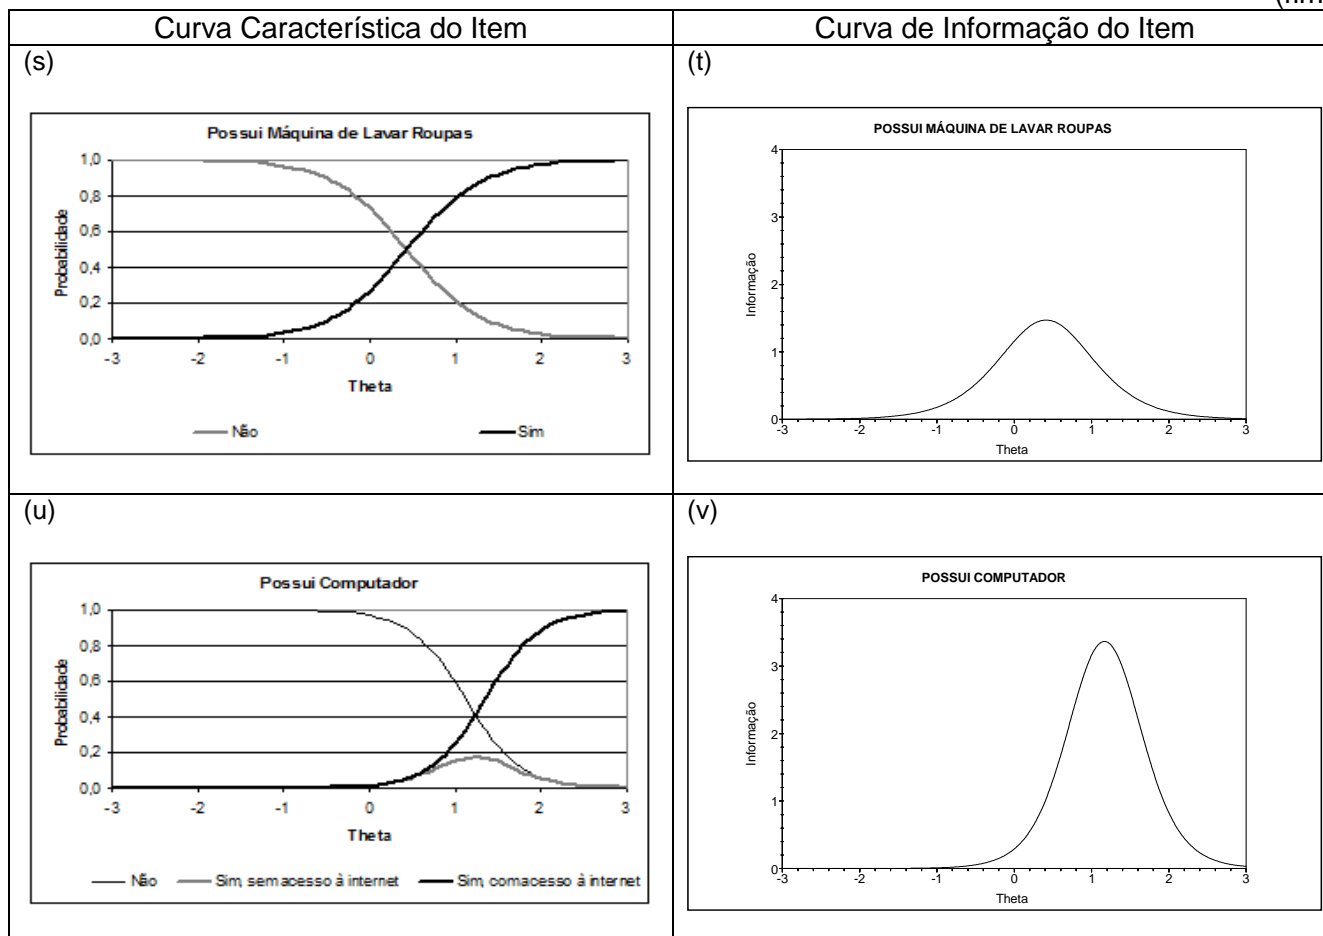 Curva Característica do Item
Curva de Informação do Item
(s)
Possui Máquina de Lavar Roupas
Probabilidade
1,0
0,8
0,6
0,4
0,2
0,0
-3 -2 -1 0 1 2 3
Theta
Não Sim
(t)
POSSUI MÁQUINA DE LAVAR ROUPAS
Informação
4
3
2
1
0
-3 -2 -1 0 1 2 3
Theta
(u)
Possui Computador
Probabilidade
1,0
0,8
0,6
0,4
0,2
0,0
-3 -2 -1 0 1 2 3
Theta
Não Sim, sem acesso à internet Sim, com acesso à internet
(v)
POSSUI COMPUTADOR
Informação
4
3
2
1
0
-3 -2 -1 0 1 2 3
Theta